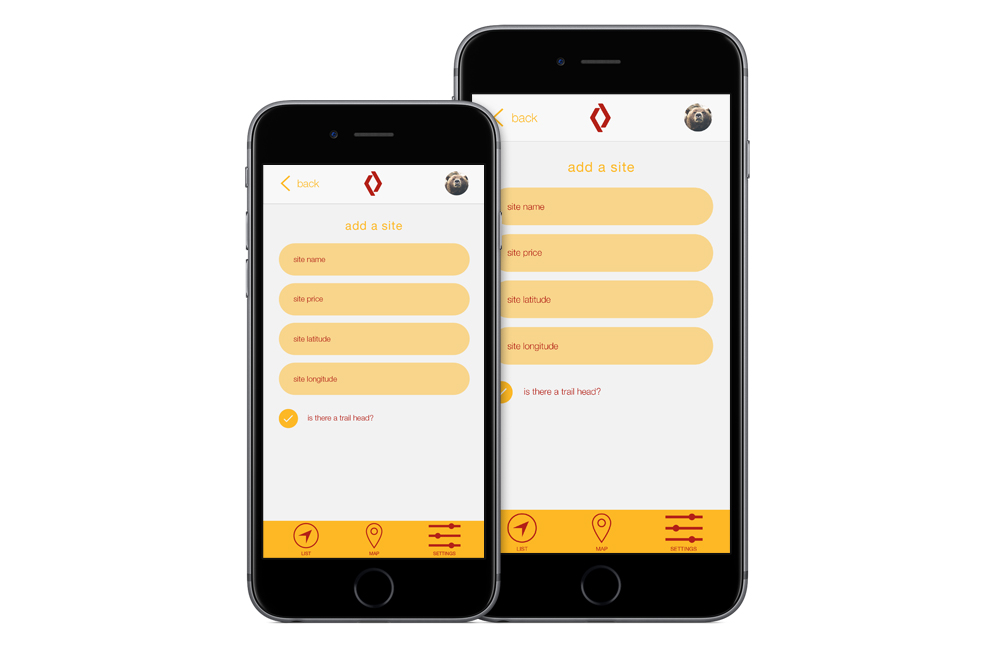 back
add a site
site name
site price
site latitude
site longitude
is there a trail head?
LIST
MAP
SETTINGS
back
add a site
site name
site price
site latitude
site longitude
is there a trail head?
LIST
MAP
SETTINGS